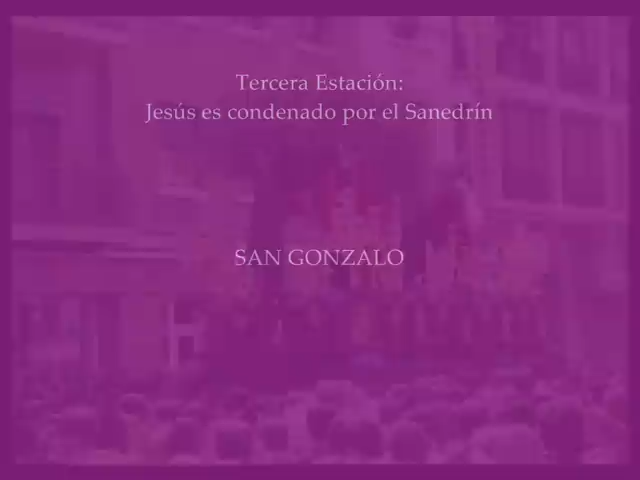 Tercera Estación:
Jesús es condenado por el Sanedrín
SAN GONZALO